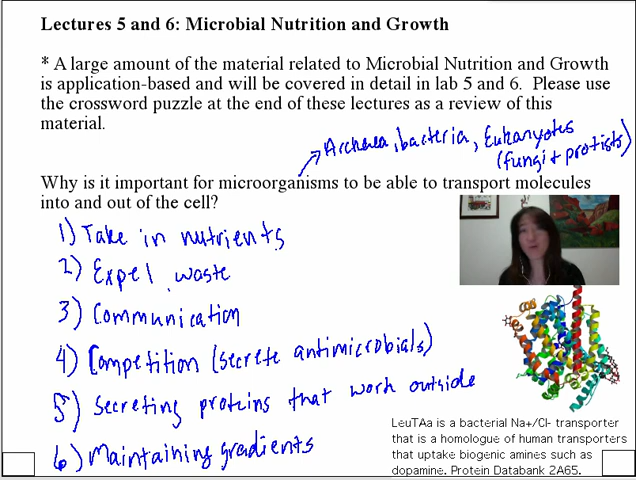 Lectures 5 and 6: Microbial Nutrition and Growth
* A large amount of the material related to Microbial Nutrition and Growth
is application-based and will be covered in detail in lab 5 and 6.  Please use
the crossword puzzle at the end of these lectures as a review of this
material.
Archaea, bacteria, Eukaryotes
(fungi + protists)
Why is it important for microorganisms to be able to transport molecules
into and out of the cell?
1) Take in nutrients
2) Expel waste
3) Communication
4) Competition (secrete antimicrobials)
5) Secreting proteins that work outside
6) Maintaining gradients
LeuTAa is a bacterial Na+/Cl- transporter
that is a homologue of human transporters
that uptake biogenic amines such as
dopamine. Protein Databank 2A65.